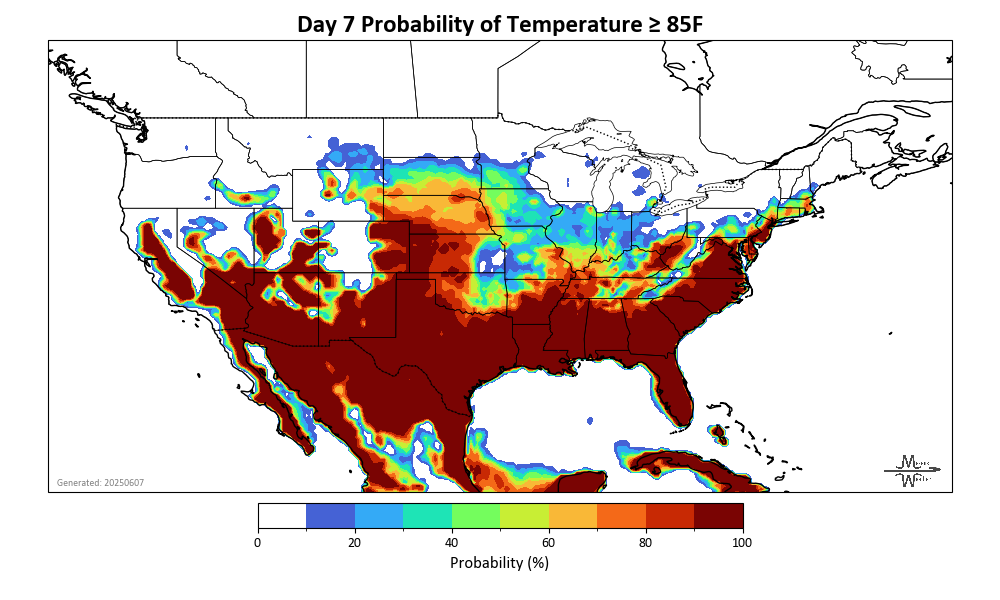 Day 7 Probability of Temperature ≥ 85F
Generated: 20250607
0 20 40 60 80 100
Probability (%)